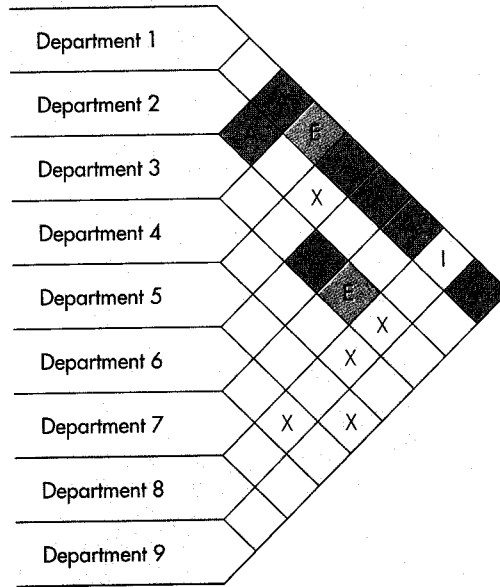 Department 1
Department 2
A E
Department 3
X
Department 4
I
Department 5
E
X
Department 6
X
Department 7
X X
Department 8
Department 9